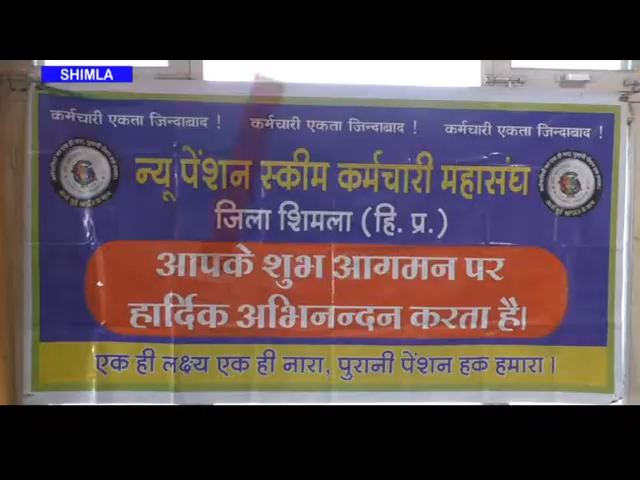 SHIMLA
कर्मचारी एकता जिन्दाबाद ! कर्मचारी एकता जिन्दाबाद ! कर्मचारी एकता जिन्दाबाद !
न्यू पेंशन स्कीम कर्मचारी महासंघ
जिला शिमला (हि. प्र.)
आपके शुभ आगमन पर
हार्दिक अभिनन्दन करता है।
एक ही लक्ष्य एक ही नारा, पुरानी पेंशन हक हमारा।